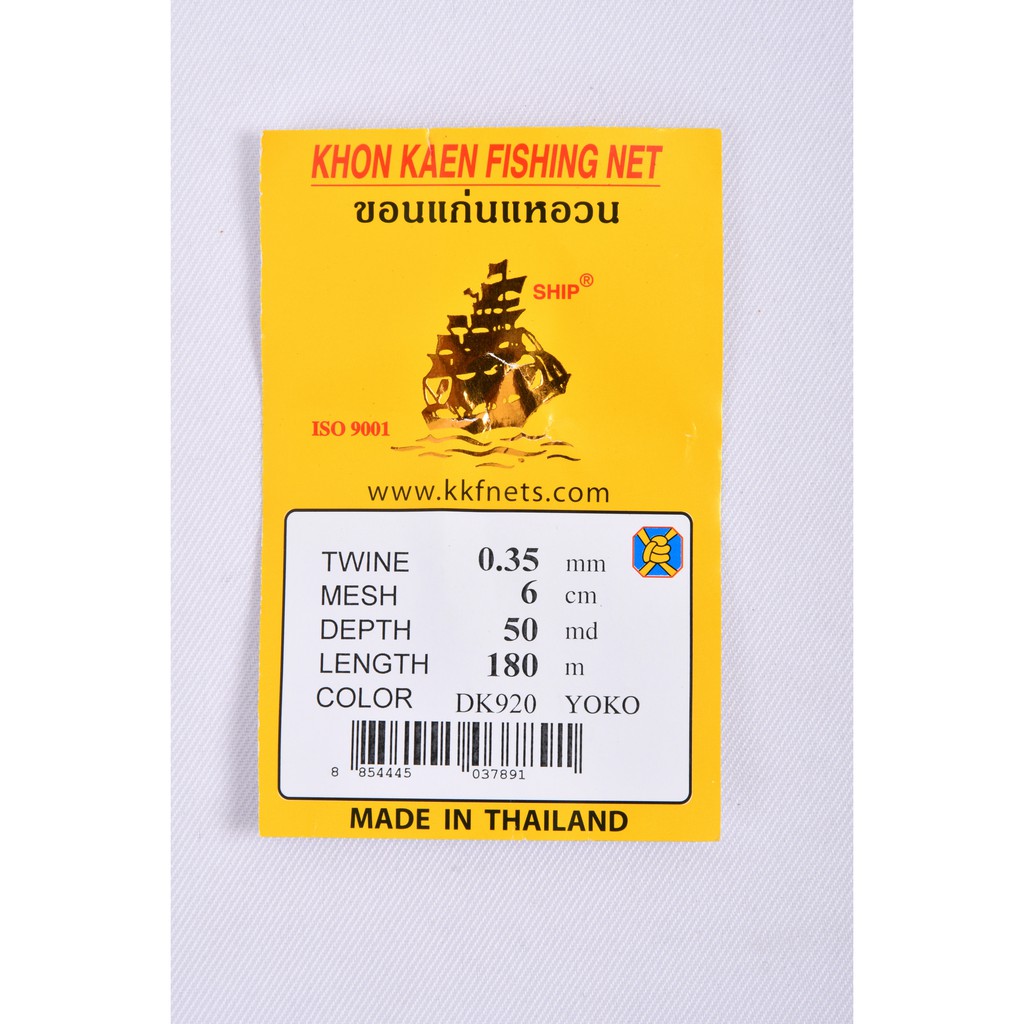 KHON KAEN FISHING NET
ขอนแก่นแหอวน
SHIP®
ISO 9001
www.kkfnets.com
TWINE 0.35 mm
MESH 6 cm
DEPTH 50 md
LENGTH 180 m
COLOR DK920 YOKO
8 854445 037891
MADE IN THAILAND